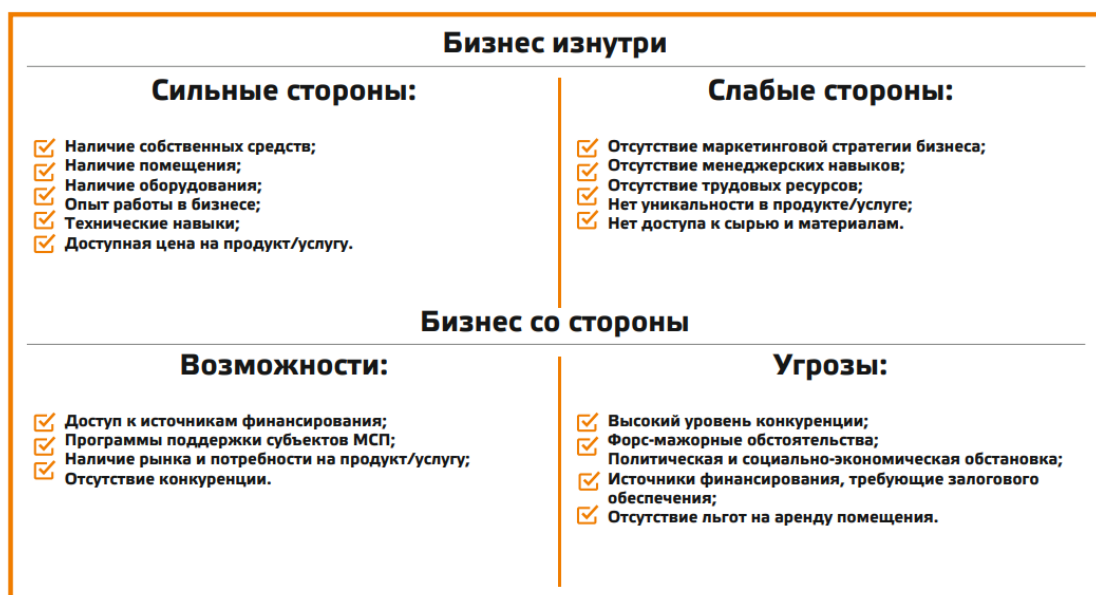 Бизнес изнутри
Сильные стороны:
Наличие собственных средств;
Наличие помещения;
Наличие оборудования;
Опыт работы в бизнесе;
Технические навыки;
Доступная цена на продукт/услугу.
Слабые стороны:
Отсутствие маркетинговой стратегии бизнеса;
Отсутствие менеджерских навыков;
Отсутствие трудовых ресурсов;
Нет уникальности в продукте/услуге;
Нет доступа к сырью и материалам.
Бизнес со стороны
Возможности:
Доступ к источникам финансирования;
Программы поддержки субъектов МСП;
Наличие рынка и потребности на продукт/услугу;
Отсутствие конкуренции.
Угрозы:
Высокий уровень конкуренции;
Форс-мажорные обстоятельства;
Политическая и социально-экономическая обстановка;
Источники финансирования, требующие залогового
обеспечения;
Отсутствие льгот на аренду помещения.